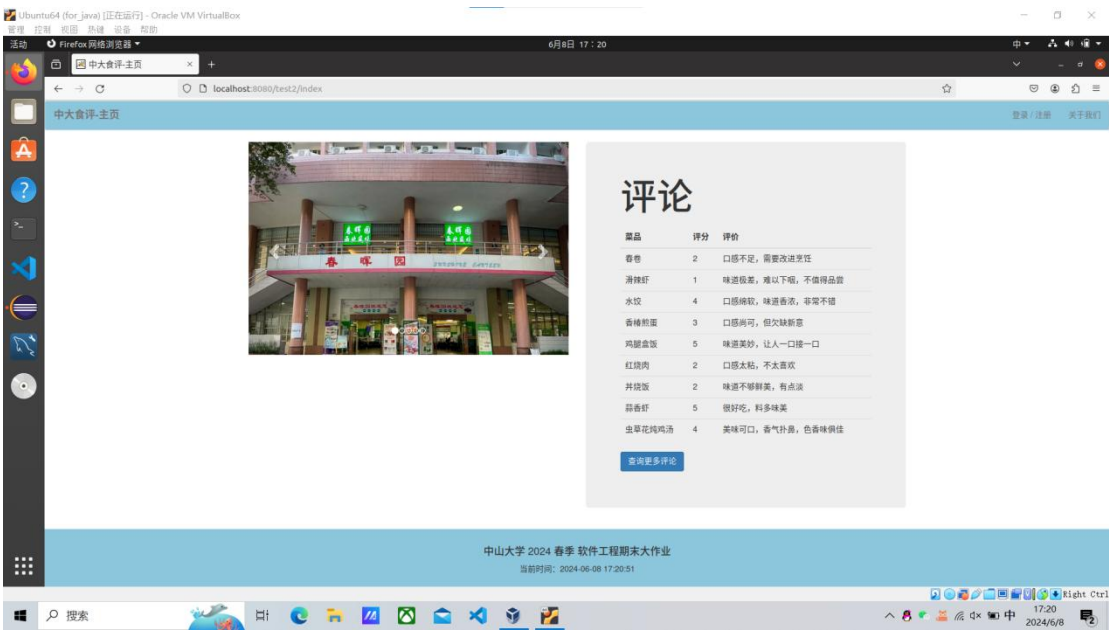 Ubuntu64 (for_java) [正在运行] - Oracle VM VirtualBox
管理 控制 视图 热键 设备 帮助
活动 Firefox 网络浏览器 6月8日 17：20 中
中大食评-主页
localhost:8080/test2/index
中大食评-主页 登录 / 注册 关于我们
春晖园
评论
菜品 评分 评价
春卷 2 口感不足，需要改进烹饪
滑辣虾 1 味道极差，难以下咽，不值得品尝
水饺 4 口感绵软，味道香浓，非常不错
香椿煎蛋 3 口感尚可，但欠缺新意
鸡腿盒饭 5 味道美妙，让人一口接一口
红烧肉 2 口感太粘，不太喜欢
井烧饭 2 味道不够鲜美，有点淡
蒜香虾 5 很好吃，料多味美
虫草花炖鸡汤 4 美味可口，香气扑鼻，色香味俱佳
查询更多评论
中山大学 2024 春季 软件工程期末大作业
当前时间：2024-06-08 17:20:51
Right Ctrl
搜索
中 17:20
2024/6/8